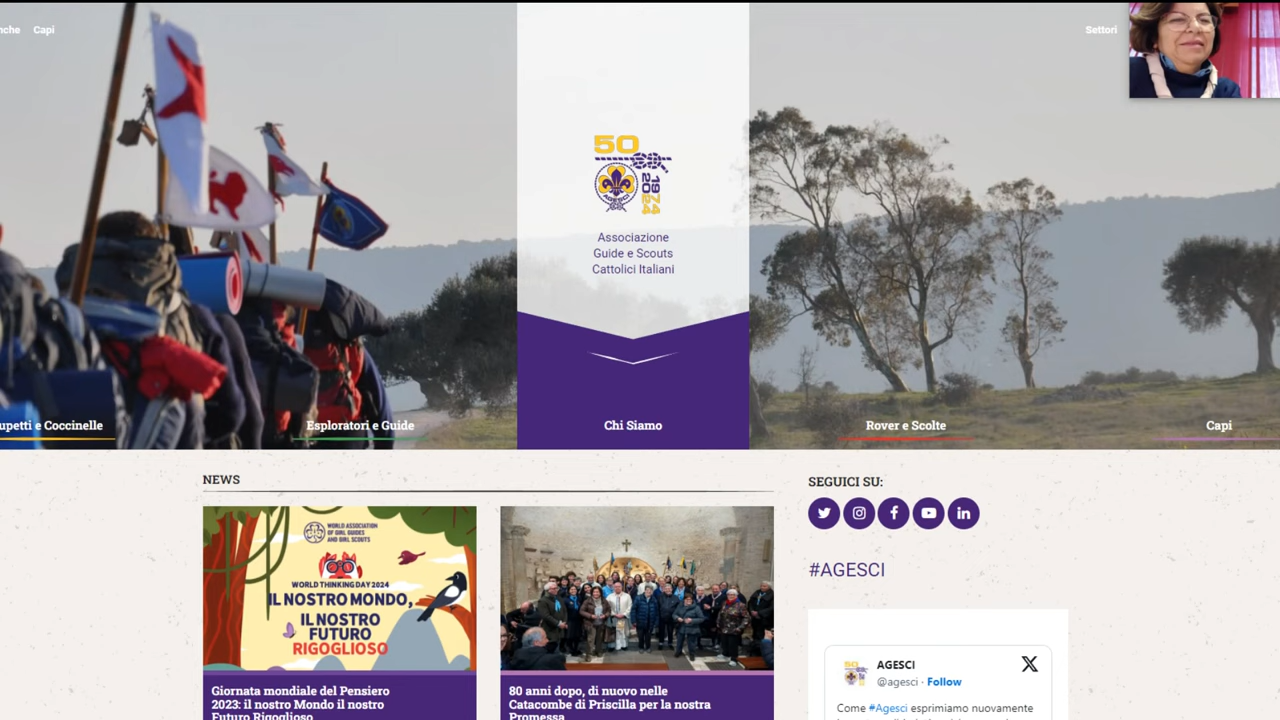 Capi
Settori
50
AGESCI
1974
2024
Associazione
Guide e Scouts
Cattolici Italiani
upetti e Coccinelle
Esploratori e Guide
Chi Siamo
Rover e Scolte
Capi
NEWS
WORLD ASSOCIATION
OF GIRL GUIDES
AND GIRL SCOUTS
WORLD THINKING DAY 2024
IL NOSTRO MONDO,
IL NOSTRO
FUTURO
RIGOGLIOSO
Giornata mondiale del Pensiero
2023: il nostro Mondo il nostro
Futuro Rigoglioso
80 anni dopo, di nuovo nelle
Catacombe di Priscilla per la nostra
Promessa
SEGUICI SU:
#AGESCI
AGESCI
@agesci · Follow
Come #Agesci esprimiamo nuovamente